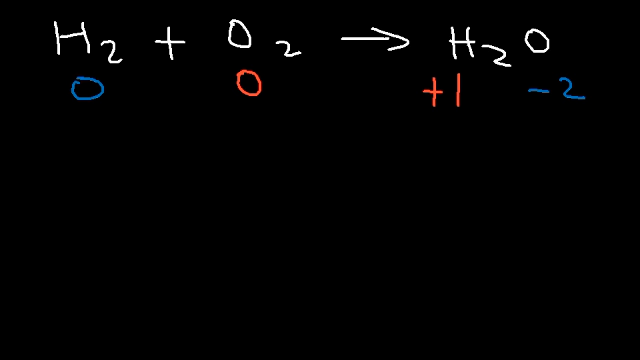 H₂ + O₂ → H₂O
0 0 +1 -2